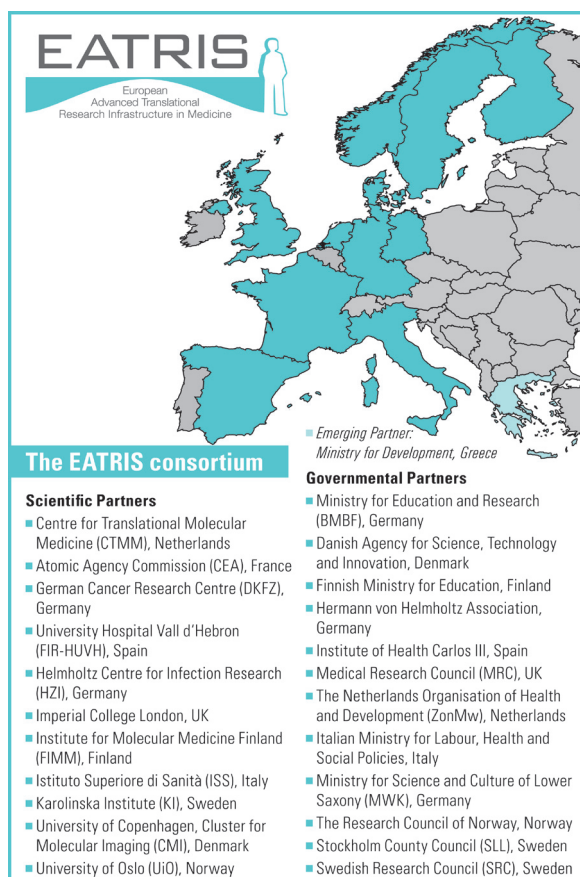 EATRIS
European
Advanced Translational
Research Infrastructure in Medicine
■ Emerging Partner:
Ministry for Development, Greece
The EATRIS consortium
Scientific Partners
■ Centre for Translational Molecular
Medicine (CTMM), Netherlands
■ Atomic Agency Commission (CEA), France
■ German Cancer Research Centre (DKFZ),
Germany
■ University Hospital Vall d’Hebron
(FIR-HUVH), Spain
■ Helmholtz Centre for Infection Research
(HZI), Germany
■ Imperial College London, UK
■ Institute for Molecular Medicine Finland
(FIMM), Finland
■ Istituto Superiore di Sanità (ISS), Italy
■ Karolinska Institute (KI), Sweden
■ University of Copenhagen, Cluster for
Molecular Imaging (CMI), Denmark
■ University of Oslo (UiO), Norway
Governmental Partners
■ Ministry for Education and Research
(BMBF), Germany
■ Danish Agency for Science, Technology
and Innovation, Denmark
■ Finnish Ministry for Education, Finland
■ Hermann von Helmholtz Association,
Germany
■ Institute of Health Carlos III, Spain
■ Medical Research Council (MRC), UK
■ The Netherlands Organisation of Health
and Development (ZonMw), Netherlands
■ Italian Ministry for Labour, Health and
Social Policies, Italy
■ Ministry for Science and Culture of Lower
Saxony (MWK), Germany
■ The Research Council of Norway, Norway
■ Stockholm County Council (SLL), Sweden
■ Swedish Research Council (SRC), Sweden